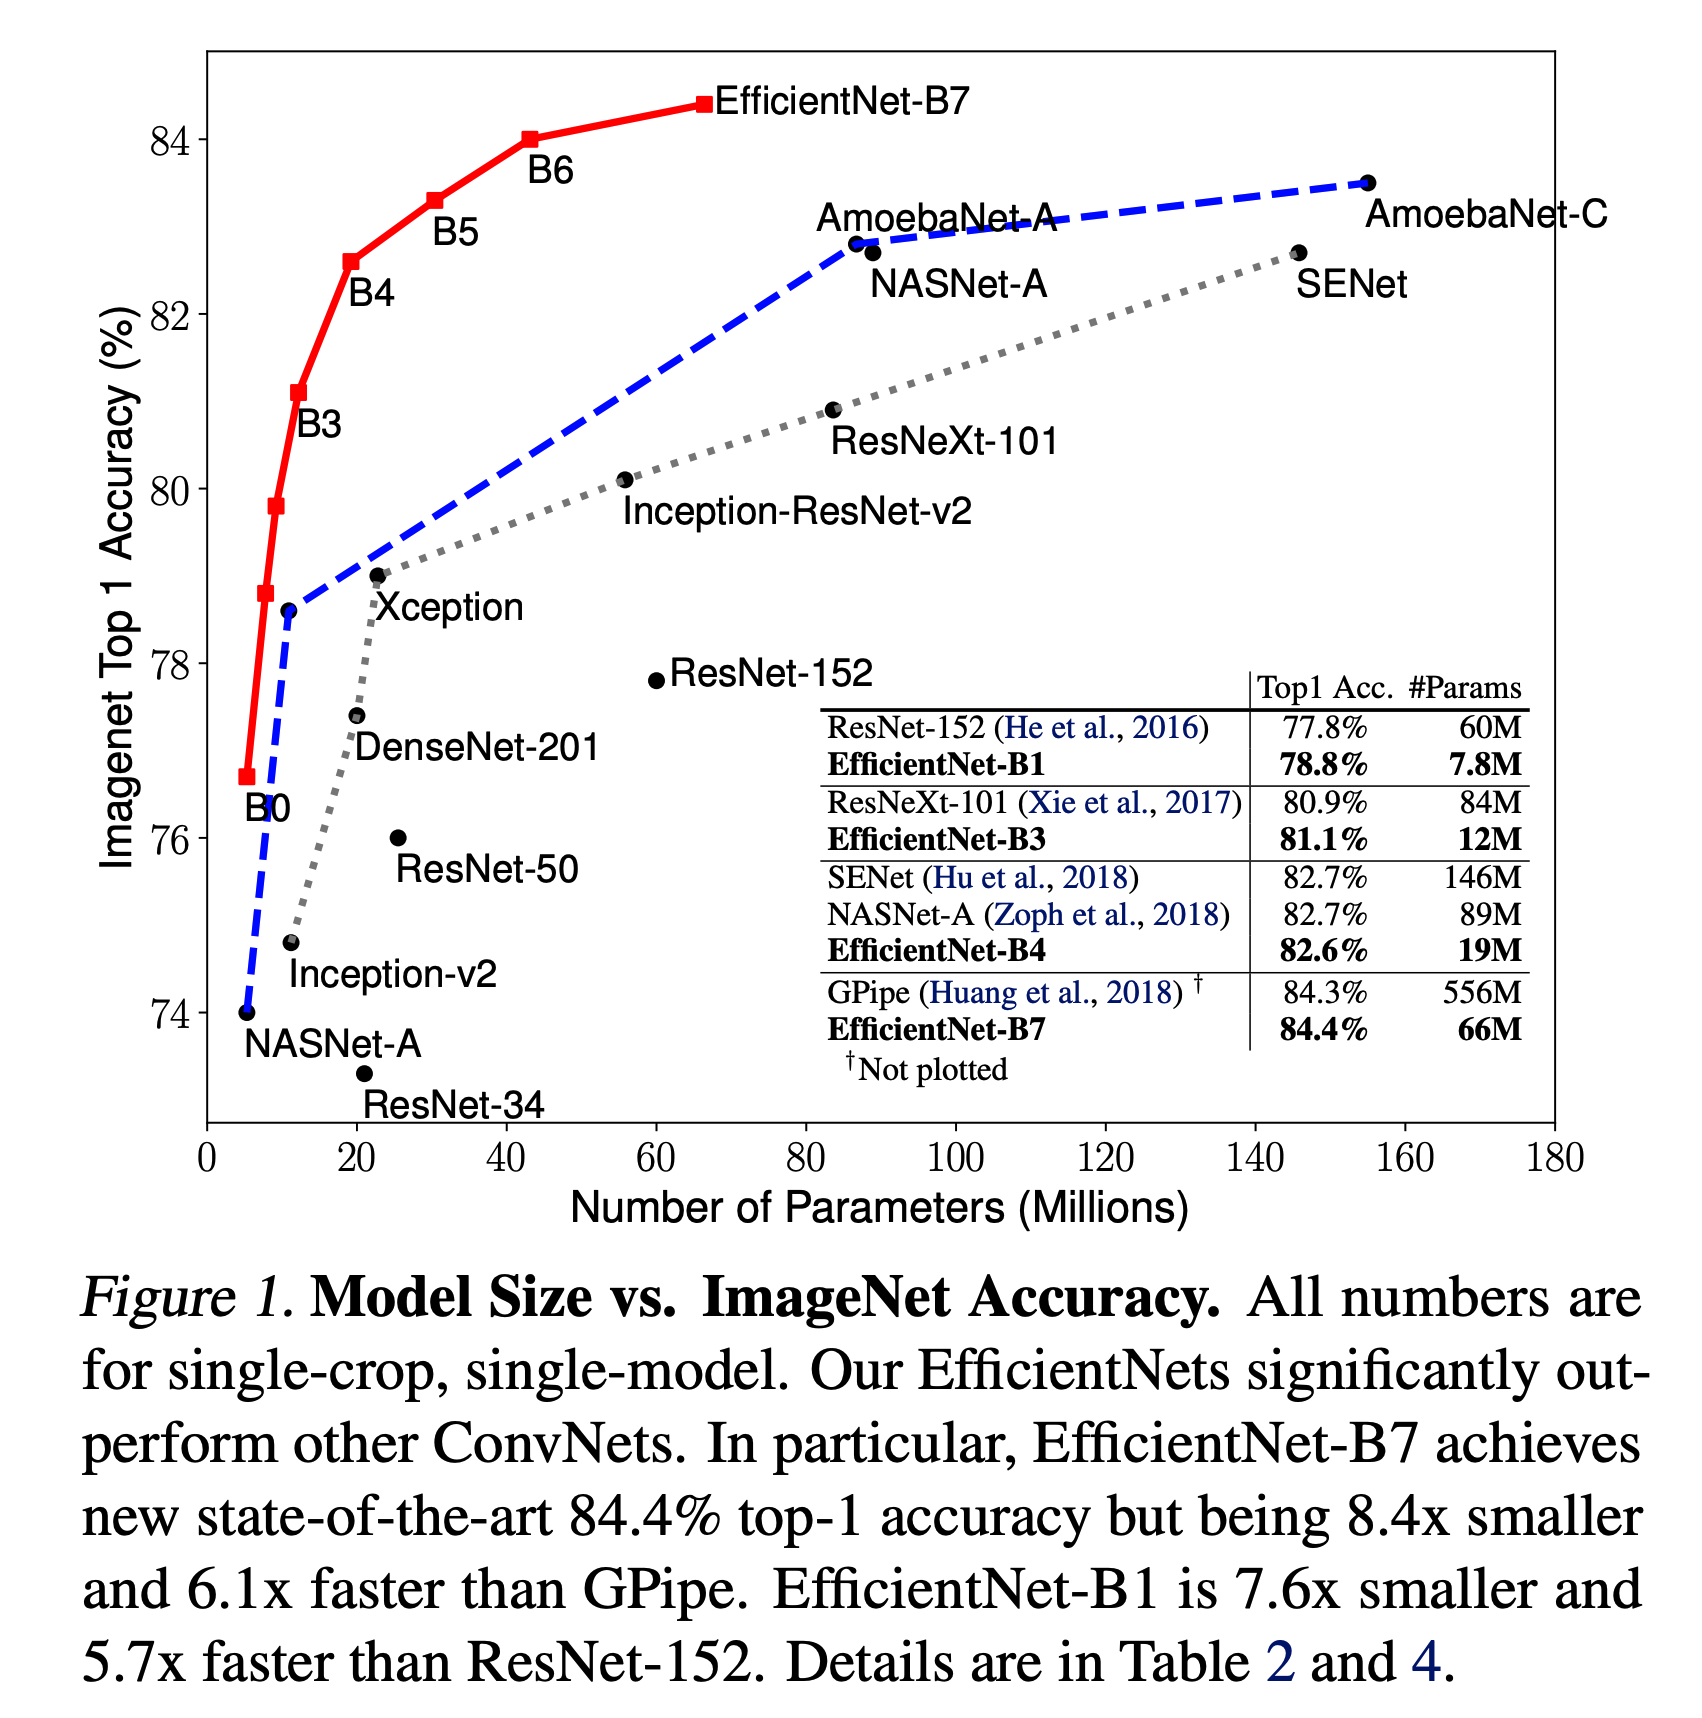 EfficientNet-B7
84
B6
AmoebaNet-A
AmoebaNet-C
B5
NASNet-A
SENet
B4
82
B3
ResNeXt-101
80
Inception-ResNet-v2
Xception
78
ResNet-152
DenseNet-201
B0
76
ResNet-50
Inception-v2
74
NASNet-A
ResNet-34
Imagenet Top 1 Accuracy (%)
Top1 Acc. #Params
ResNet-152 (He et al., 2016) 77.8% 60M
EfficientNet-B1 78.8% 7.8M
ResNeXt-101 (Xie et al., 2017) 80.9% 84M
EfficientNet-B3 81.1% 12M
SENet (Hu et al., 2018) 82.7% 146M
NASNet-A (Zoph et al., 2018) 82.7% 89M
EfficientNet-B4 82.6% 19M
GPipe (Huang et al., 2018) † 84.3% 556M
EfficientNet-B7 84.4% 66M
†Not plotted
0 20 40 60 80 100 120 140 160 180
Number of Parameters (Millions)
Figure 1. Model Size vs. ImageNet Accuracy. All numbers are
for single-crop, single-model. Our EfficientNets significantly out-
perform other ConvNets. In particular, EfficientNet-B7 achieves
new state-of-the-art 84.4% top-1 accuracy but being 8.4x smaller
and 6.1x faster than GPipe. EfficientNet-B1 is 7.6x smaller and
5.7x faster than ResNet-152. Details are in Table 2 and 4.